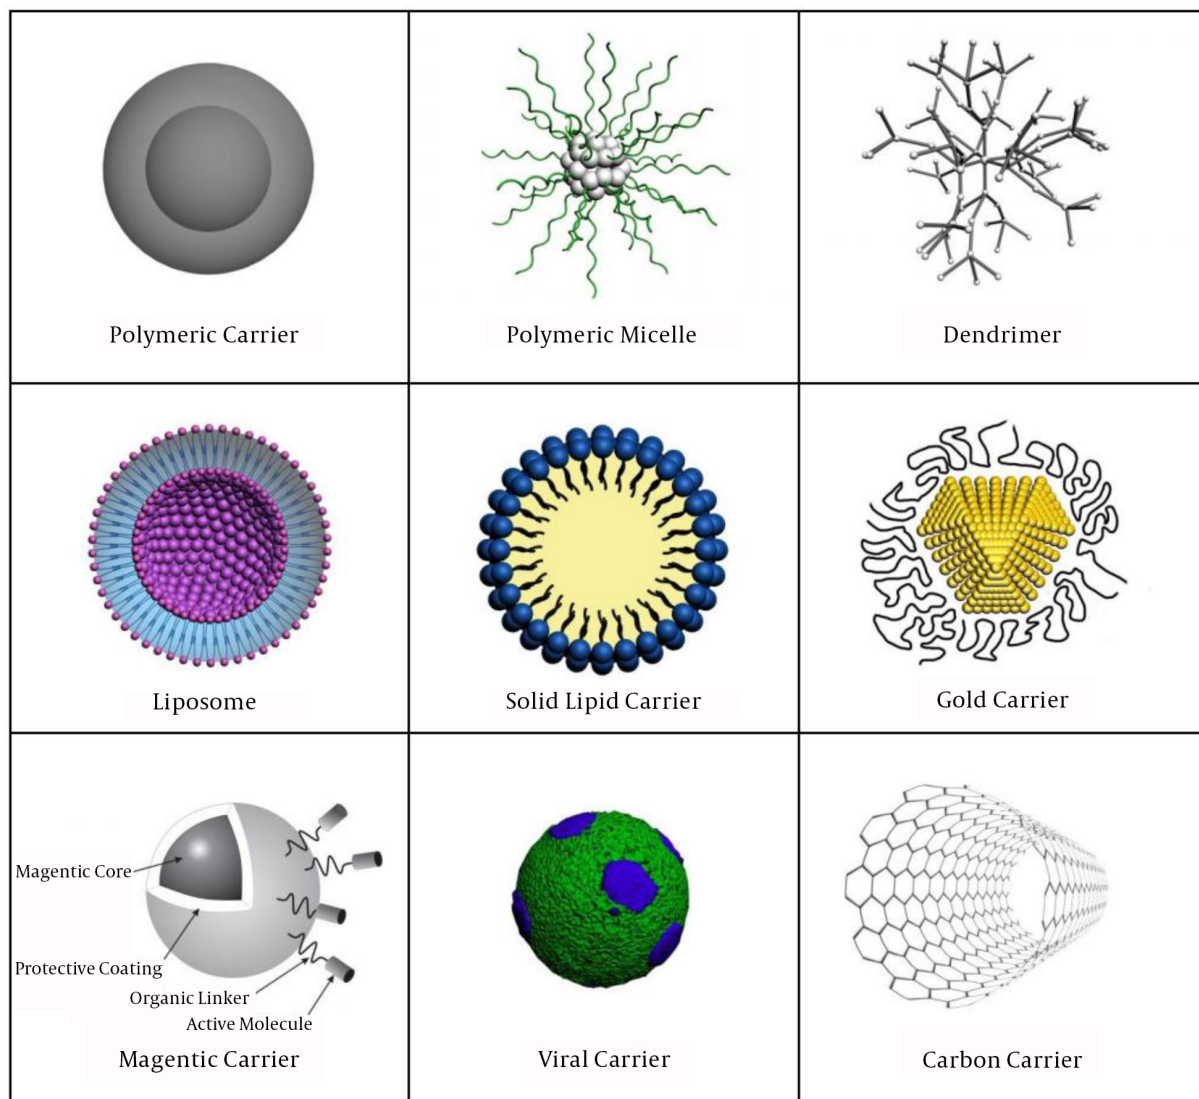 Polymeric Carrier
Polymeric Micelle
Dendrimer
Liposome
Solid Lipid Carrier
Gold Carrier
Magentic Core
Protective Coating
Organic Linker
Active Molecule
Magentic Carrier
Viral Carrier
Carbon Carrier